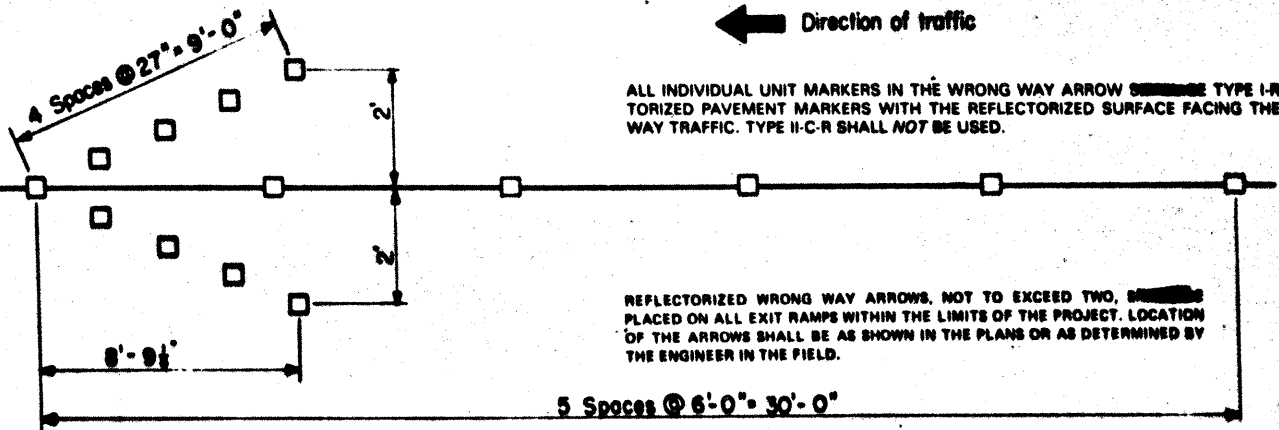 Direction of traffic
4 Spaces @ 27" = 9'-0"
ALL INDIVIDUAL UNIT MARKERS IN THE WRONG WAY ARROW TYPE I-R
TORIZED PAVEMENT MARKERS WITH THE REFLECTORIZED SURFACE FACING THE
WAY TRAFFIC. TYPE II-C-R SHALL NOT BE USED.
2'
2'
REFLECTORIZED WRONG WAY ARROWS, NOT TO EXCEED TWO,
PLACED ON ALL EXIT RAMPS WITHIN THE LIMITS OF THE PROJECT. LOCATION
OF THE ARROWS SHALL BE AS SHOWN IN THE PLANS OR AS DETERMINED BY
THE ENGINEER IN THE FIELD.
5 Spaces @ 6'-0" = 30'-0"